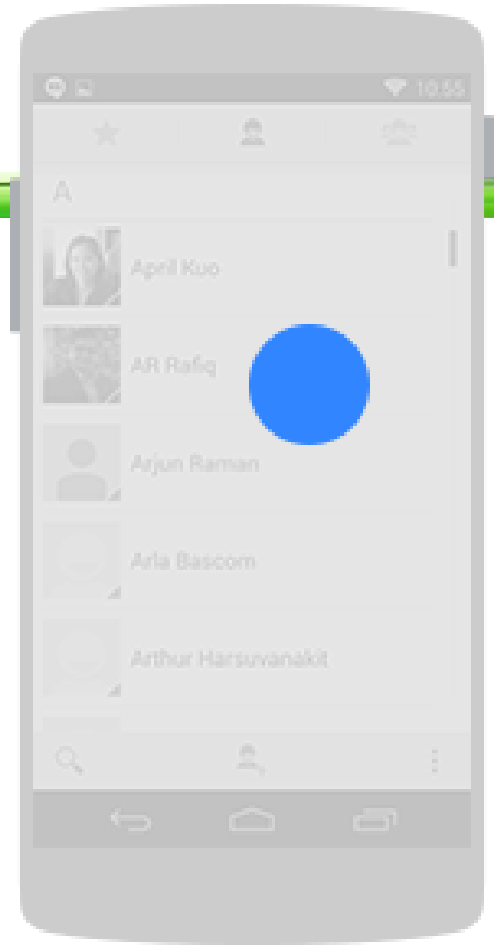 10:55
A
April Kuo
AR Rafiq
Arjun Raman
Arla Bascom
Arthur Harsuvanakit